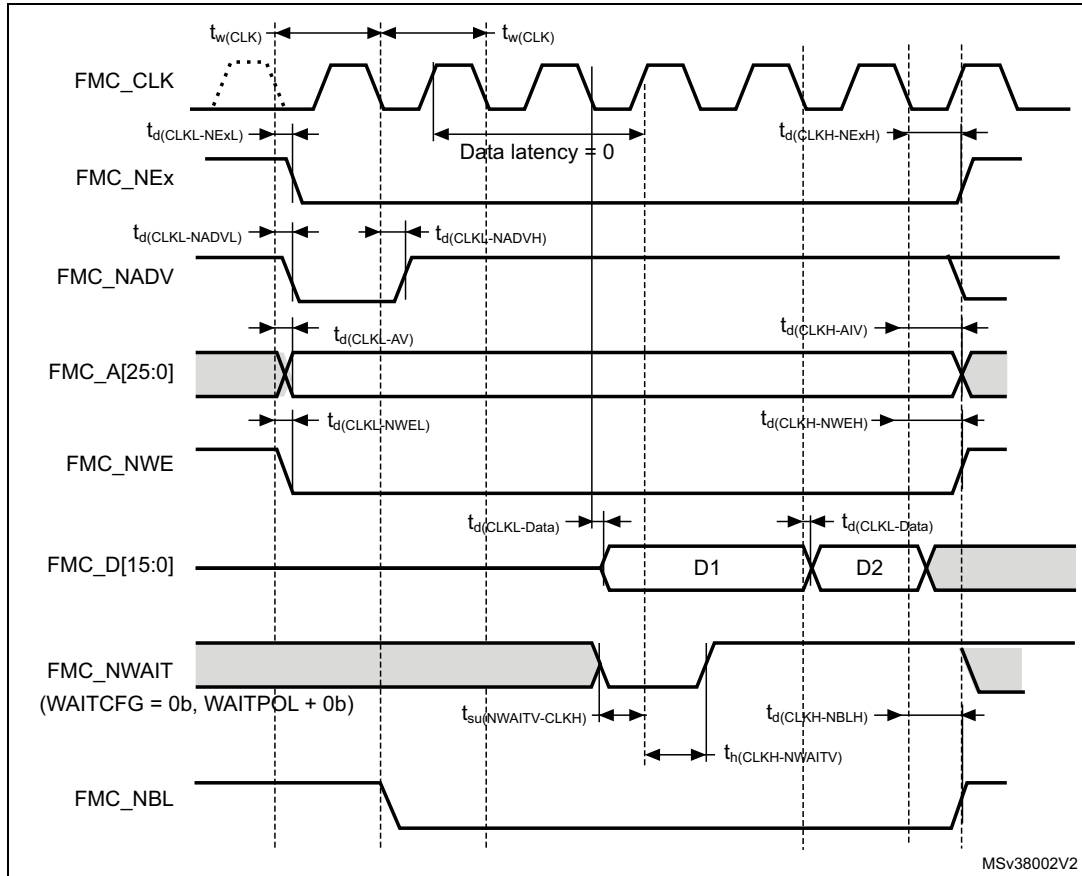 tw(CLK) tw(CLK)
FMC_CLK
td(CLKL-NExL) Data latency = 0 td(CLKH-NExH)
FMC_NEx
td(CLKL-NADVL) td(CLKL-NADVH)
FMC_NADV
td(CLKL-AV) td(CLKH-AIV)
FMC_A[25:0]
td(CLKL-NWEL) td(CLKH-NWEH)
FMC_NWE
td(CLKL-Data) td(CLKL-Data)
FMC_D[15:0] D1 D2
FMC_NWAIT
(WAITCFG = 0b, WAITPOL + 0b)
tsu(NWAITV-CLKH) td(CLKH-NBLH)
th(CLKH-NWAITV)
FMC_NBL
MSv38002V2